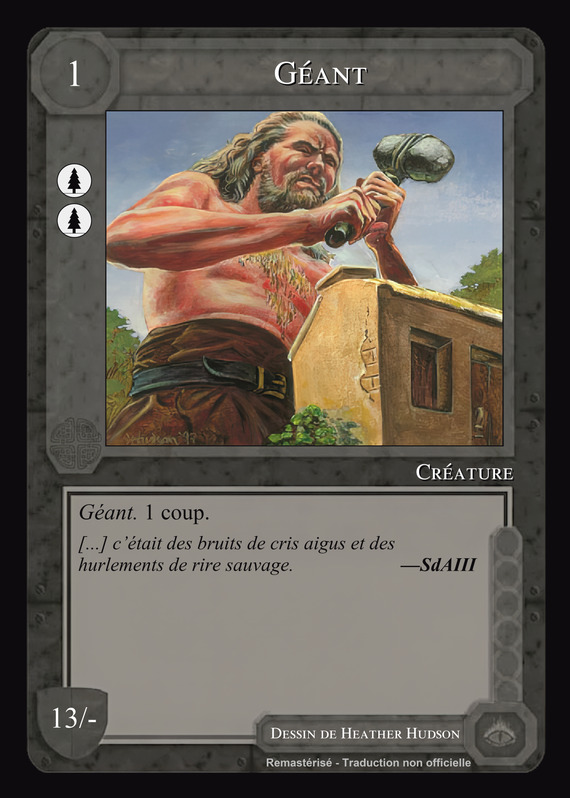 1
GÉANT
CRÉATURE
Géant. 1 coup.
[...] c'était des bruits de cris aigus et des
hurlements de rire sauvage. —SdAIII
13/-
DESSIN DE HEATHER HUDSON
Remastérisé - Traduction non officielle